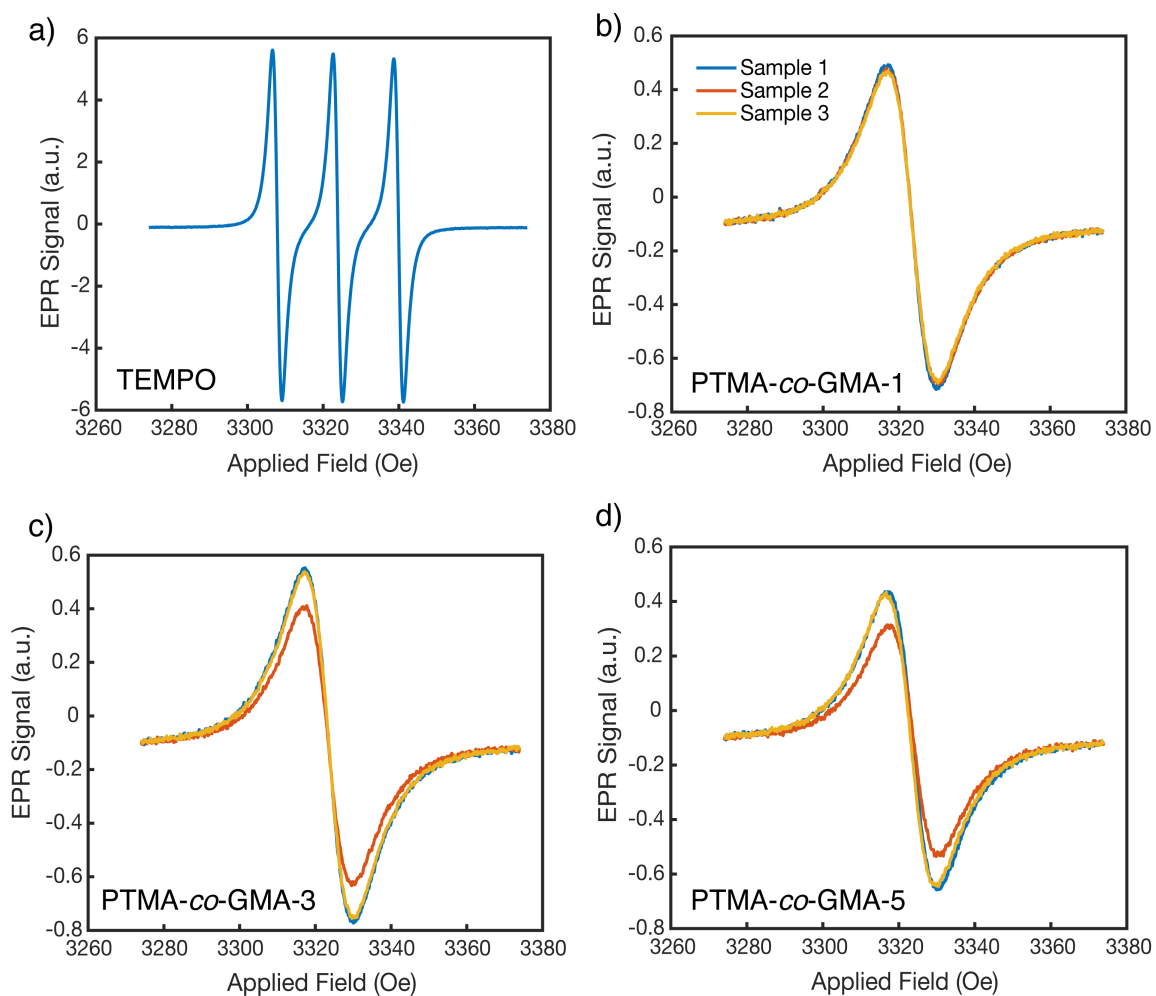 a)
6
4
2
0
-2
-4
-6
EPR Signal (a.u.)
TEMPO
3260 3280 3300 3320 3340 3360 3380
Applied Field (Oe)
b)
0.6
0.4
0.2
0
-0.2
-0.4
-0.6
-0.8
EPR Signal (a.u.)
Sample 1
Sample 2
Sample 3
PTMA-co-GMA-1
3260 3280 3300 3320 3340 3360 3380
Applied Field (Oe)
c)
0.6
0.4
0.2
0
-0.2
-0.4
-0.6
-0.8
EPR Signal (a.u.)
PTMA-co-GMA-3
3260 3280 3300 3320 3340 3360 3380
Applied Field (Oe)
d)
0.6
0.4
0.2
0
-0.2
-0.4
-0.6
-0.8
EPR Signal (a.u.)
PTMA-co-GMA-5
3260 3280 3300 3320 3340 3360 3380
Applied Field (Oe)